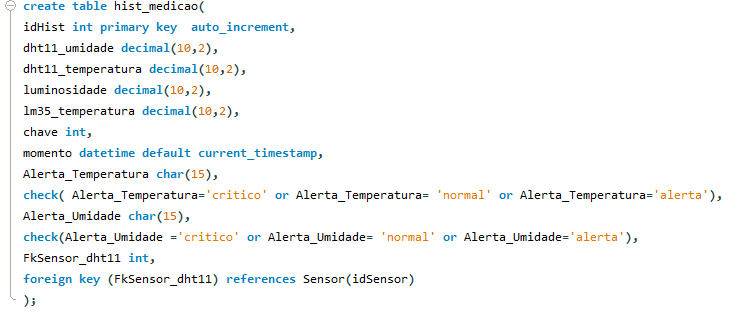 create table hist_medicao(
idHist int primary key  auto_increment,
dht11_umidade decimal(10,2),
dht11_temperatura decimal(10,2),
luminosidade decimal(10,2),
lm35_temperatura decimal(10,2),
chave int,
momento datetime default current_timestamp,
Alerta_Temperatura char(15),
check( Alerta_Temperatura='critico' or Alerta_Temperatura= 'normal' or Alerta_Temperatura='alerta'),
Alerta_Umidade char(15),
check(Alerta_Umidade ='critico' or Alerta_Umidade= 'normal' or Alerta_Umidade='alerta'),
FkSensor_dht11 int,
foreign key (FkSensor_dht11) references Sensor(idSensor)
);